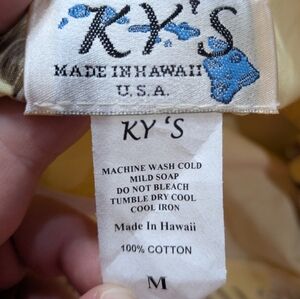 KY'S
MADE IN HAWAII
U.S.A.
KY 'S
MACHINE WASH COLD
MILD SOAP
DO NOT BLEACH
TUMBLE DRY COOL
COOL IRON
Made In Hawaii
100% COTTON
M